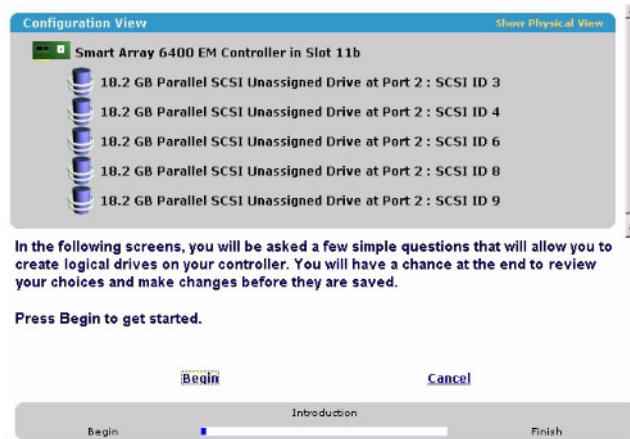 Configuration View
Show Physical View
Smart Array 6400 EM Controller in Slot 11b
18.2 GB Parallel SCSI Unassigned Drive at Port 2 : SCSI ID 3
18.2 GB Parallel SCSI Unassigned Drive at Port 2 : SCSI ID 4
18.2 GB Parallel SCSI Unassigned Drive at Port 2 : SCSI ID 6
18.2 GB Parallel SCSI Unassigned Drive at Port 2 : SCSI ID 8
18.2 GB Parallel SCSI Unassigned Drive at Port 2 : SCSI ID 9
In the following screens, you will be asked a few simple questions that will allow you to
create logical drives on your controller. You will have a chance at the end to review
your choices and make changes before they are saved.
Press Begin to get started.
Begin
Cancel
Introduction
Begin
Finish